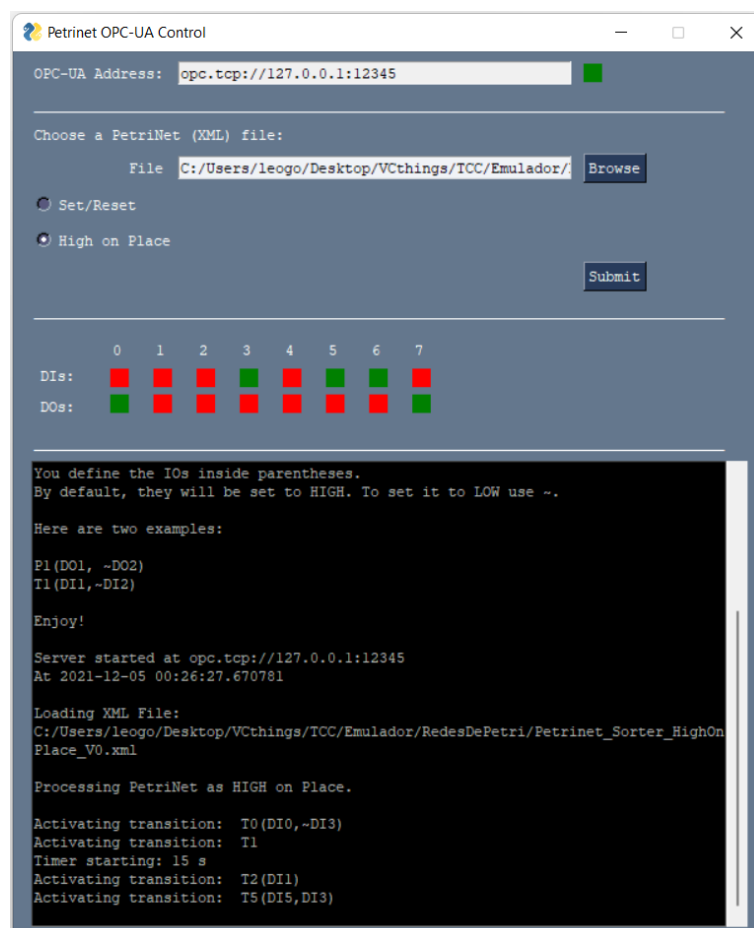 Petrinet OPC-UA Control
OPC-UA Address: opc.tcp://127.0.0.1:12345
Choose a PetriNet (XML) file:
File C:/Users/leogo/Desktop/VCthings/TCC/Emulador/ Browse
Set/Reset
High on Place
Submit
0 1 2 3 4 5 6 7
DIs:
DOs:
You define the IOs inside parentheses.
By default, they will be set to HIGH. To set it to LOW use ~.
Here are two examples:
P1(DO1, ~DO2)
T1(DI1,~DI2)
Enjoy!
Server started at opc.tcp://127.0.0.1:12345
At 2021-12-05 00:26:27.670781
Loading XML File:
C:/Users/leogo/Desktop/VCthings/TCC/Emulador/RedesDePetri/Petrinet_Sorter_HighOn
Place_V0.xml
Processing PetriNet as HIGH on Place.
Activating transition: T0(DI0,~DI3)
Activating transition: T1
Timer starting: 15 s
Activating transition: T2(DI1)
Activating transition: T5(DI5,DI3)